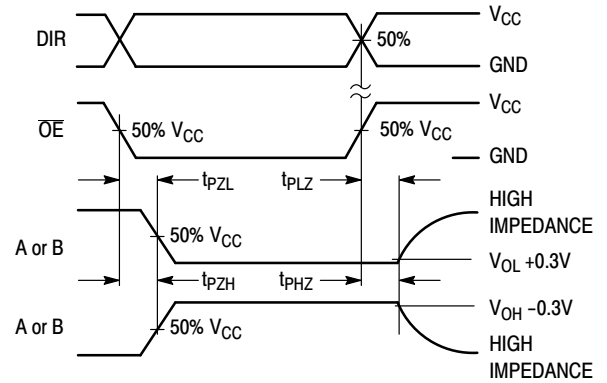 DIR
50%
V_CC
GND
OE
50% V_CC
50% V_CC
V_CC
GND
t_PZL
t_PLZ
HIGH
IMPEDANCE
A or B
50% V_CC
V_OL +0.3V
t_PZH
t_PHZ
V_OH −0.3V
A or B
50% V_CC
HIGH
IMPEDANCE